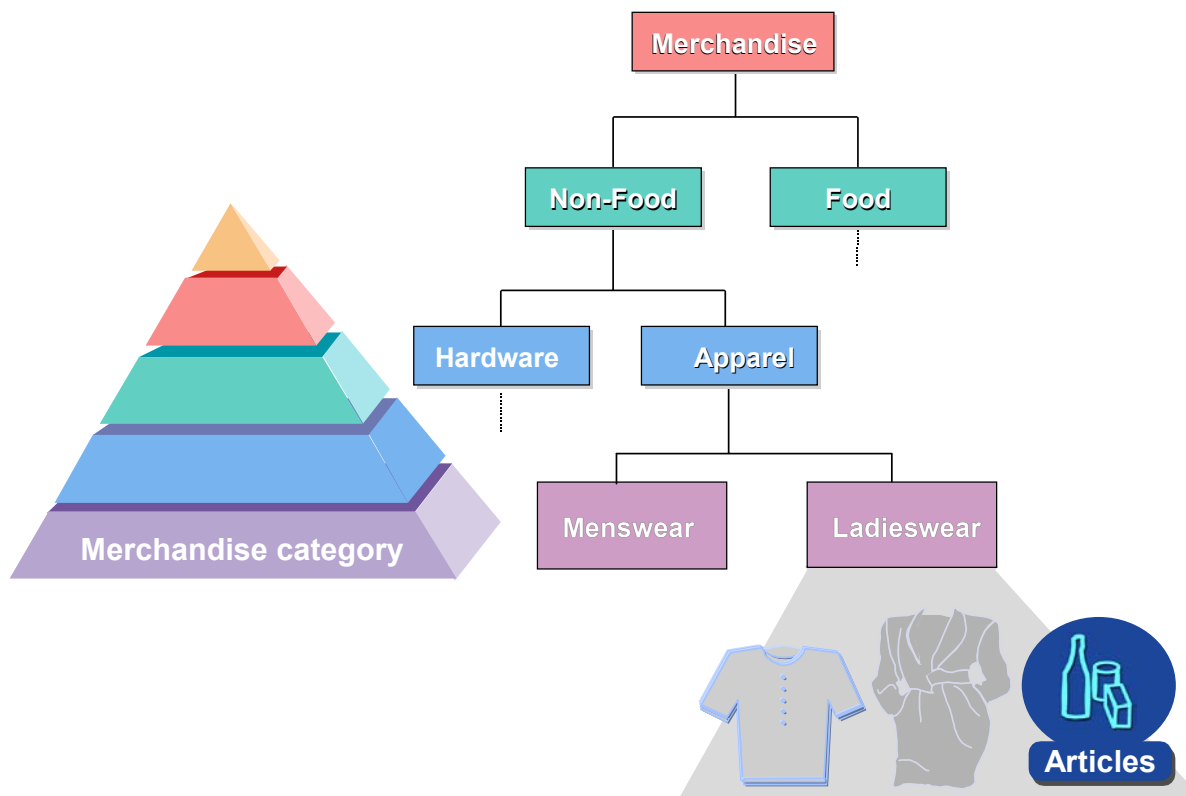 Merchandise
Non-Food
Food
Hardware
Apparel
Menswear
Ladieswear
Merchandise category
Articles